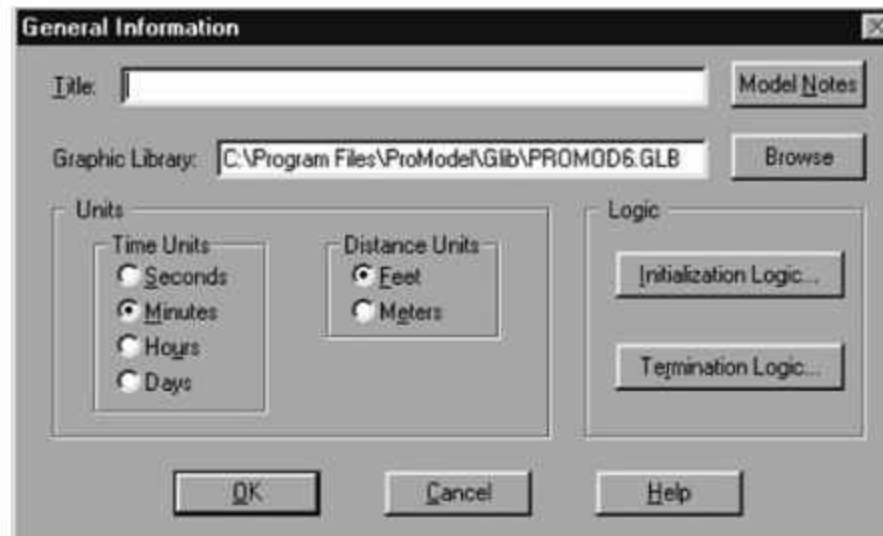 General Information
Title:
Model Notes
Graphic Library: C:\Program Files\ProModel\Glib\PROMOD6.GLB
Browse
Units
Time Units
Seconds
Minutes
Hours
Days
Distance Units
Feet
Meters
Logic
Initialization Logic...
Termination Logic...
OK
Cancel
Help